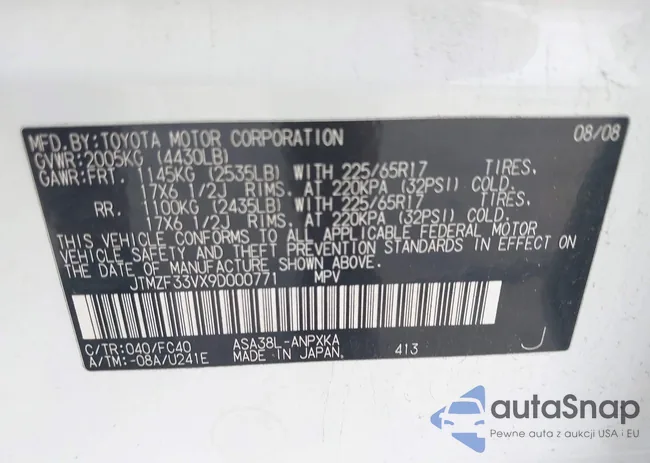 MFD.BY:TOYOTA MOTOR CORPORATION 08/08
GVWR:2005KG (4430LB)
GAWR:FRT. 1145KG (2535LB) WITH 225/65R17 TIRES.
17X6 1/2J RIMS. AT 220KPA (32PSI) COLD.
RR. 1100KG (2435LB) WITH 225/65R17 TIRES.
17X6 1/2J RIMS. AT 220KPA (32PSI) COLD.
THIS VEHICLE CONFORMS TO ALL APPLICABLE FEDERAL MOTOR
VEHICLE SAFETY AND THEFT PREVENTION STANDARDS IN EFFECT ON
THE DATE OF MANUFACTURE SHOWN ABOVE.
JTMZF33VX9D000771 MPV
C/TR:040/FC40 ASA38L-ANPXKA J
A/TM:-08A/U241E MADE IN JAPAN. 413
autaSnap
Pewne auta z aukcji USA i EU